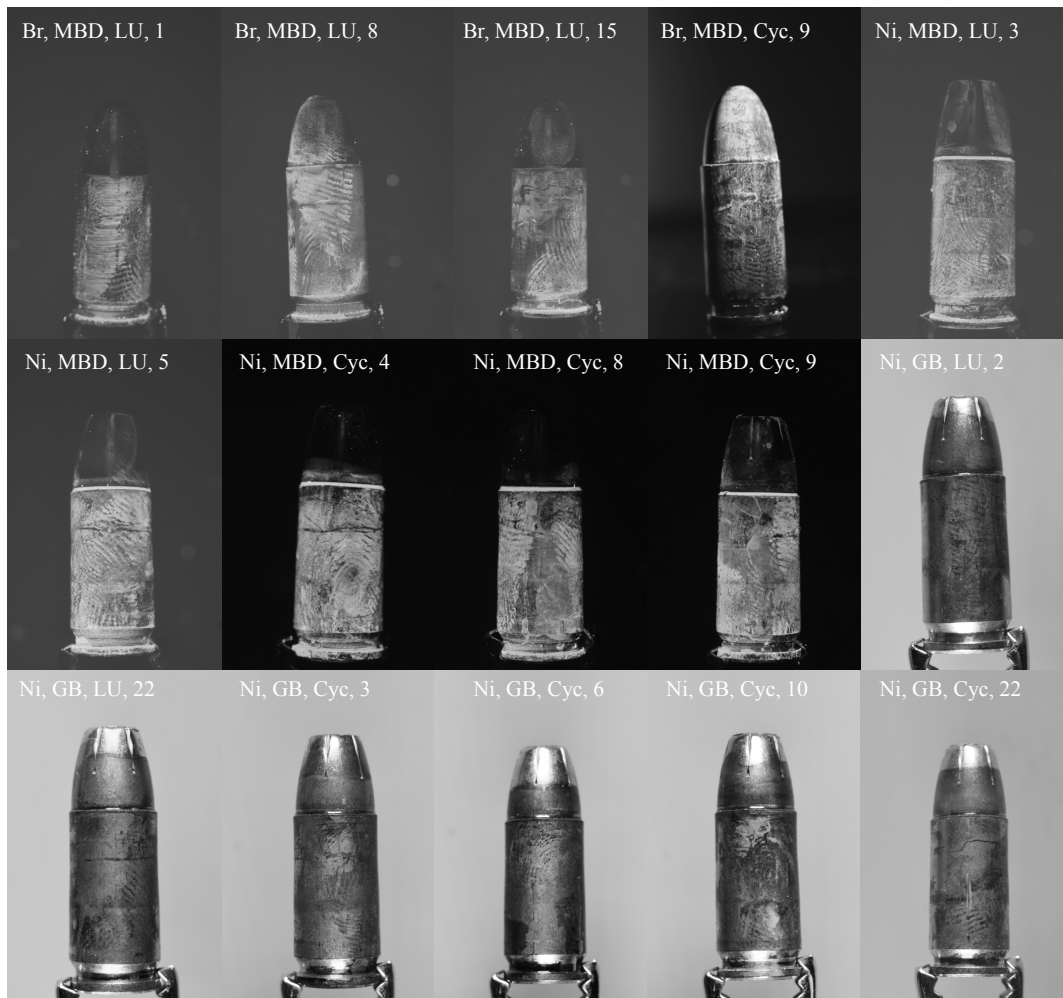 Br, MBD, LU, 1
Br, MBD, LU, 8
Br, MBD, LU, 15
Br, MBD, Cyc, 9
Ni, MBD, LU, 3
Ni, MBD, LU, 5
Ni, MBD, Cyc, 4
Ni, MBD, Cyc, 8
Ni, MBD, Cyc, 9
Ni, GB, LU, 2
Ni, GB, LU, 22
Ni, GB, Cyc, 3
Ni, GB, Cyc, 6
Ni, GB, Cyc, 10
Ni, GB, Cyc, 22